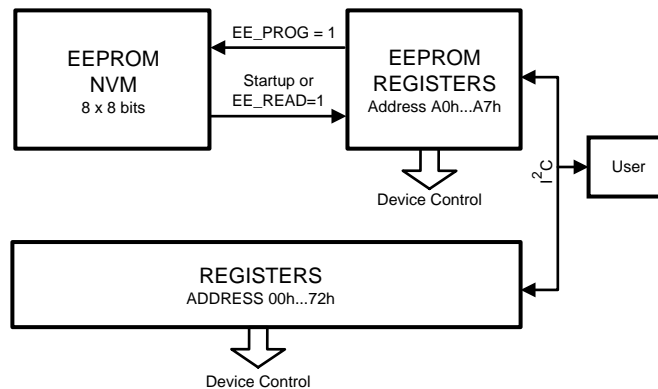 EEPROM
NVM
8 x 8 bits
EE_PROG = 1
Startup or
EE_READ=1
EEPROM
REGISTERS
Address A0h...A7h
Device Control
I²C
User
REGISTERS
ADDRESS 00h...72h
Device Control